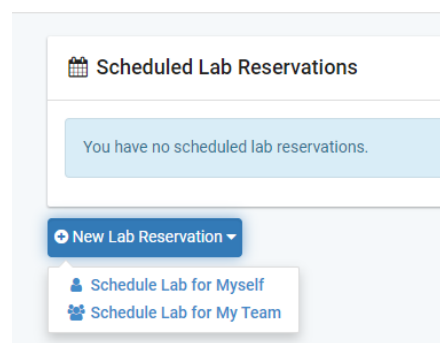 Scheduled Lab Reservations
You have no scheduled lab reservations.
New Lab Reservation
Schedule Lab for Myself
Schedule Lab for My Team